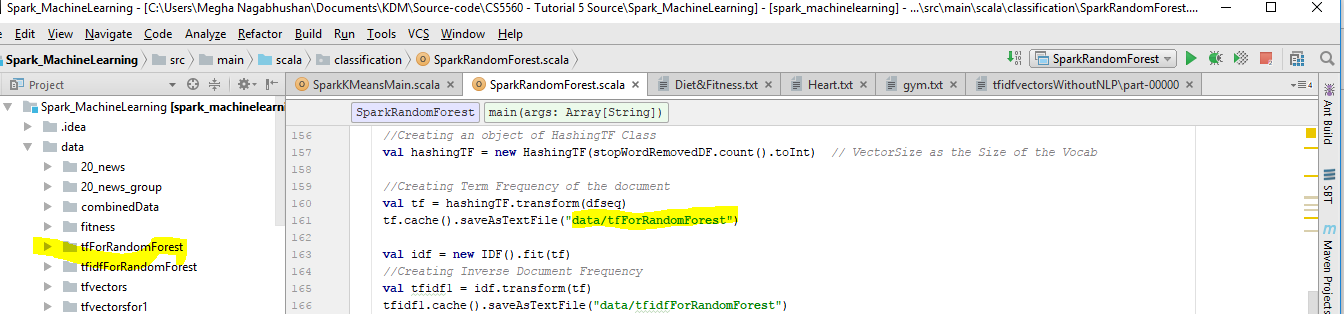 Spark_MachineLearning - [C:\Users\Megha Nagabhushan\Documents\KDM\Source-code\CS5560 - Tutorial 5 Source\Spark_MachineLearning] - [spark_machinelearning] - ...\src\main\scala\classification\SparkRandomForest....
Edit View Navigate Code Analyze Refactor Build Run Tools VCS Window Help
Spark_MachineLearning src main scala classification SparkRandomForest.scala SparkRandomForest
Project SparkKMeansMain.scala SparkRandomForest.scala Diet&Fitness.txt Heart.txt gym.txt tfidfvectorsWithoutNLP\part-00000 4
Spark_MachineLearning [spark_machinelearni
.idea
data
20_news
20_news_group
combinedData
fitness
tfForRandomForest
tfidfForRandomForest
tfvectors
tfvectorsfor1
SparkRandomForest main(args: Array[String])
156 //Creating an object of HashingTF Class
157 val hashingTF = new HashingTF(stopWordRemovedDF.count().toInt) // VectorSize as the Size of the Vocab
158
159 //Creating Term Frequency of the document
160 val tf = hashingTF.transform(dfseq)
161 tf.cache().saveAsTextFile("data/tfForRandomForest")
162
163 val idf = new IDF().fit(tf)
164 //Creating Inverse Document Frequency
165 val tfidf1 = idf.transform(tf)
166 tfidf1.cache().saveAsTextFile("data/tfidfForRandomForest")
Ant Build
SBT
Maven Projects